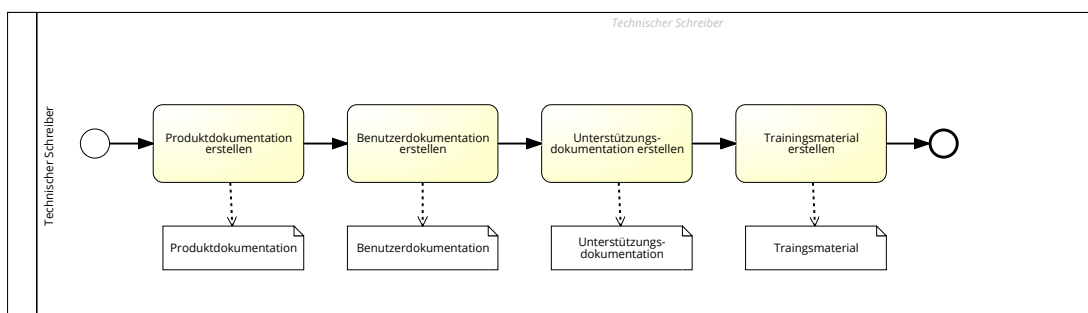 Technischer Schreiber
Technischer Schreiber
Produktdokumentation
erstellen
Benutzerdokumentation
erstellen
Unterstützungs-
dokumentation erstellen
Trainingsmaterial
erstellen
Produktdokumentation
Benutzerdokumentation
Unterstützungs-
dokumentation
Traingsmaterial